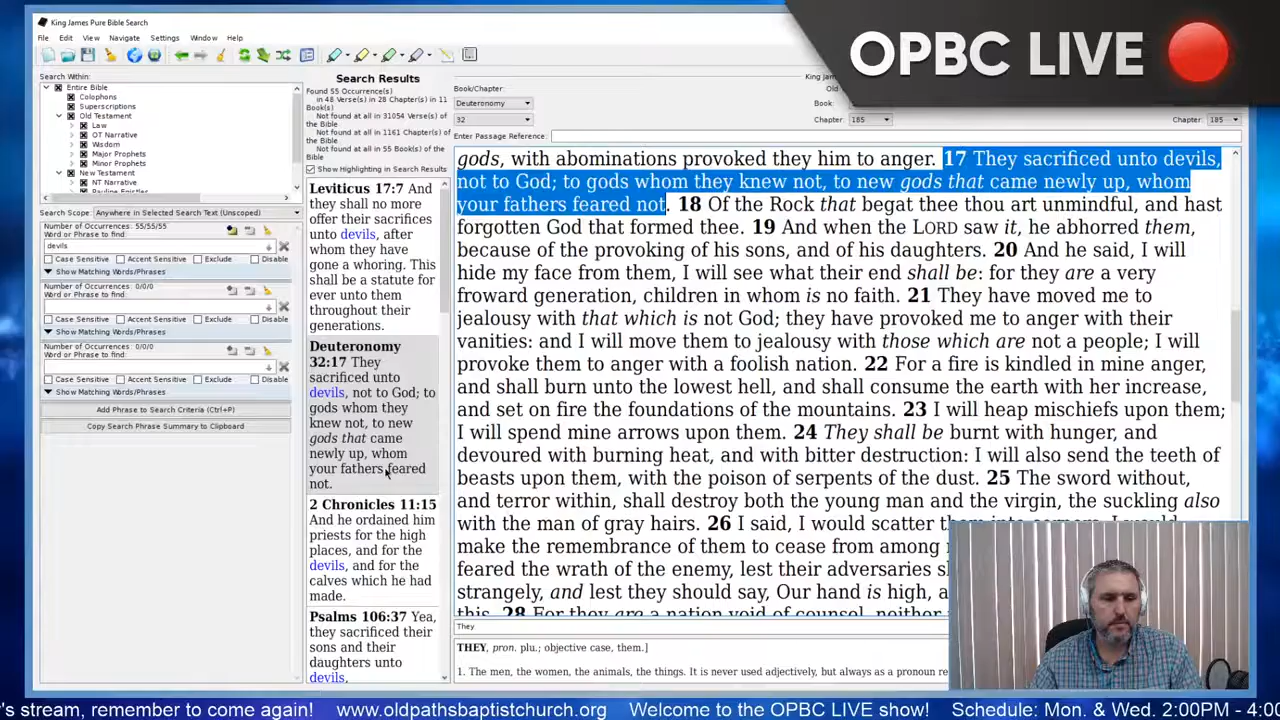 King James Pure Bible Search
OPBC LIVE
File Edit View Navigate Settings Window Help
Search Within:
Entire Bible
Colophons
Superscriptions
Old Testament
Law
OT Narrative
Wisdom
Major Prophets
Minor Prophets
New Testament
NT Narrative
Pauline Epistles
Search Scope: Anywhere in Selected Search Text (Unscoped)
Number of Occurrences: 55/55/55
Word or Phrase to find:
devils
Case Sensitive Accent Sensitive Exclude Disable
Show Matching Words/Phrases
Number of Occurrences: 0/0/0
Word or Phrase to find:
Case Sensitive Accent Sensitive Exclude Disable
Show Matching Words/Phrases
Number of Occurrences: 0/0/0
Word or Phrase to find:
Case Sensitive Accent Sensitive Exclude Disable
Show Matching Words/Phrases
Add Phrase to Search Criteria (Ctrl+P)
Copy Search Phrase Summary to Clipboard
Search Results
Found 55 Occurrence(s)
in 48 Verse(s) in 28 Chapter(s) in 11
Book(s)
Not found at all in 31054 Verse(s) of
the Bible
Not found at all in 1161 Chapter(s) of
the Bible
Not found at all in 55 Book(s) of the
Bible
Show Highlighting in Search Results
Leviticus 17:7 And
they shall no more
offer their sacrifices
unto devils, after
whom they have
gone a whoring. This
shall be a statute for
ever unto them
throughout their
generations.
Deuteronomy
32:17 They
sacrificed unto
devils, not to God; to
gods whom they
knew not, to new
gods that came
newly up, whom
your fathers feared
not.
2 Chronicles 11:15
And he ordained him
priests for the high
places, and for the
devils, and for the
calves which he had
made.
Psalms 106:37 Yea,
they sacrificed their
sons and their
daughters unto
devils,
King Jam
Book/Chapter:
Old
Deuteronomy
Book:
32
Chapter: 185
Chapter: 185
Enter Passage Reference:
gods, with abominations provoked they him to anger. 17 They sacrificed unto devils,
not to God; to gods whom they knew not, to new gods that came newly up, whom
your fathers feared not. 18 Of the Rock that begat thee thou art unmindful, and hast
forgotten God that formed thee. 19 And when the LORD saw it, he abhorred them,
because of the provoking of his sons, and of his daughters. 20 And he said, I will
hide my face from them, I will see what their end shall be: for they are a very
froward generation, children in whom is no faith. 21 They have moved me to
jealousy with that which is not God; they have provoked me to anger with their
vanities: and I will move them to jealousy with those which are not a people; I will
provoke them to anger with a foolish nation. 22 For a fire is kindled in mine anger,
and shall burn unto the lowest hell, and shall consume the earth with her increase,
and set on fire the foundations of the mountains. 23 I will heap mischiefs upon them;
I will spend mine arrows upon them. 24 They shall be burnt with hunger, and
devoured with burning heat, and with bitter destruction: I will also send the teeth of
beasts upon them, with the poison of serpents of the dust. 25 The sword without,
and terror within, shall destroy both the young man and the virgin, the suckling also
with the man of gray hairs. 26 I said, I would scatter them into corners, I would
make the remembrance of them to cease from among
feared the wrath of the enemy, lest their adversaries s
strangely, and lest they should say, Our hand is high, a
this. 28 For they are a nation void of counsel, neither
They
THEY, pron. plu.; objective case, them.]
1. The men, the women, the animals, the things. It is never used adjectively, but always as a pronoun re
's stream, remember to come again! www.oldpathsbaptistchurch.org Welcome to the OPBC LIVE show! Schedule: Mon. & Wed. 2:00PM - 4:0